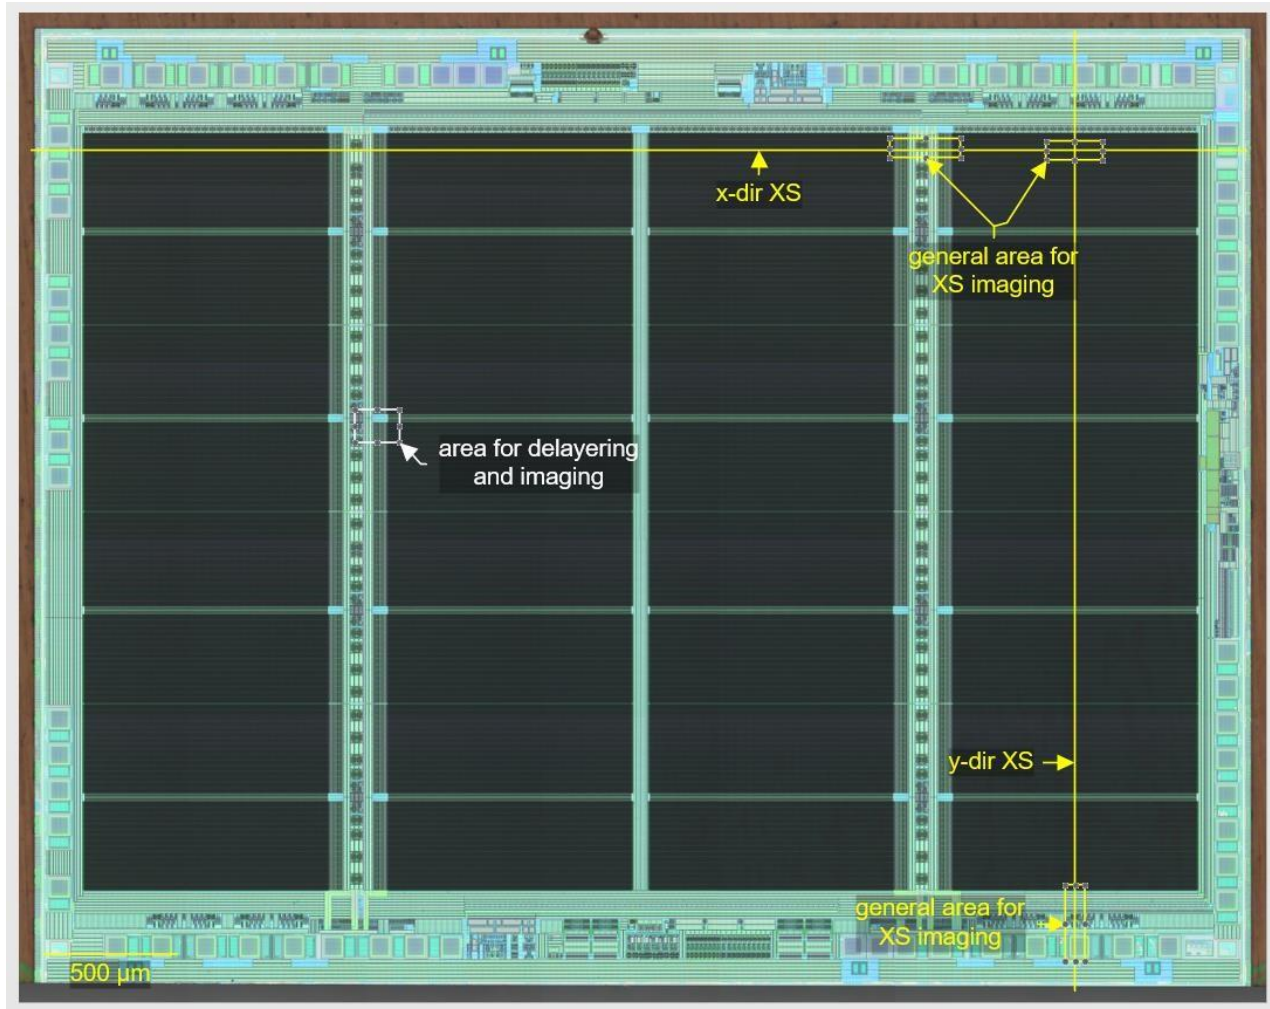 x-dir XS
general area for
XS imaging
area for delayering
and imaging
y-dir XS
general area for
XS imaging
500 µm